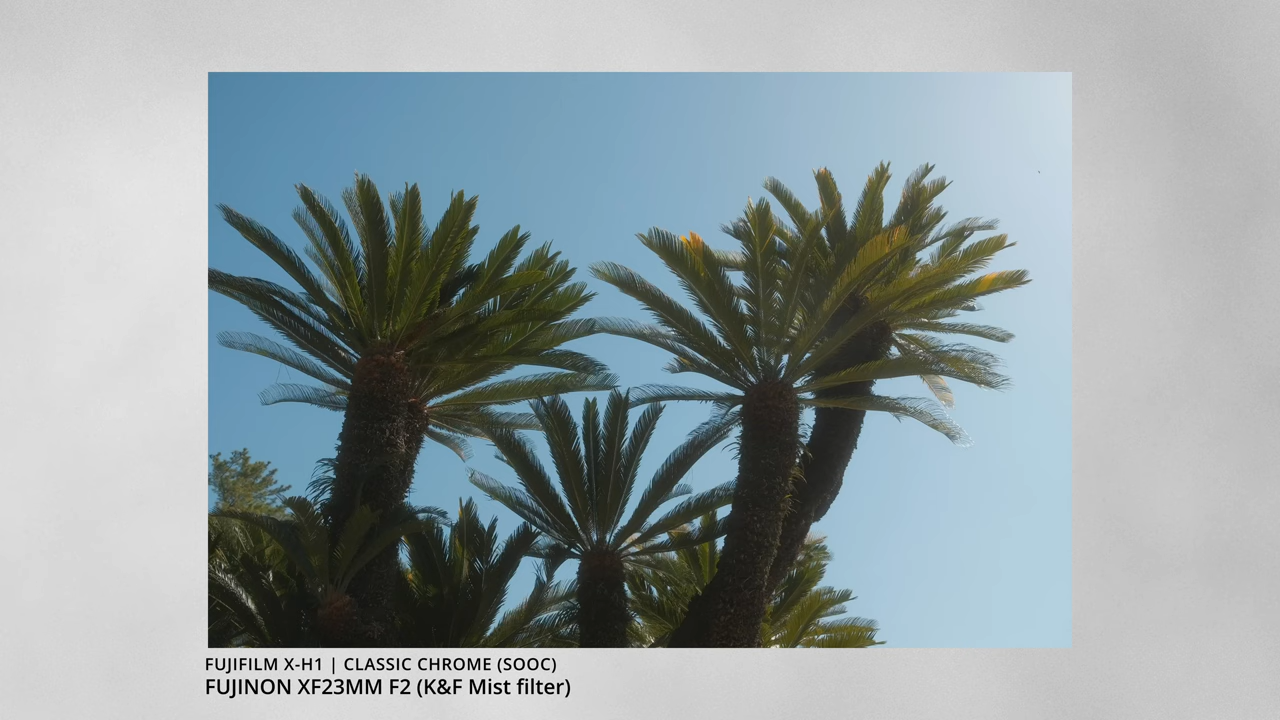 FUJIFILM X-H1 | CLASSIC CHROME (SOOC)
FUJINON XF23MM F2 (K&F Mist filter)